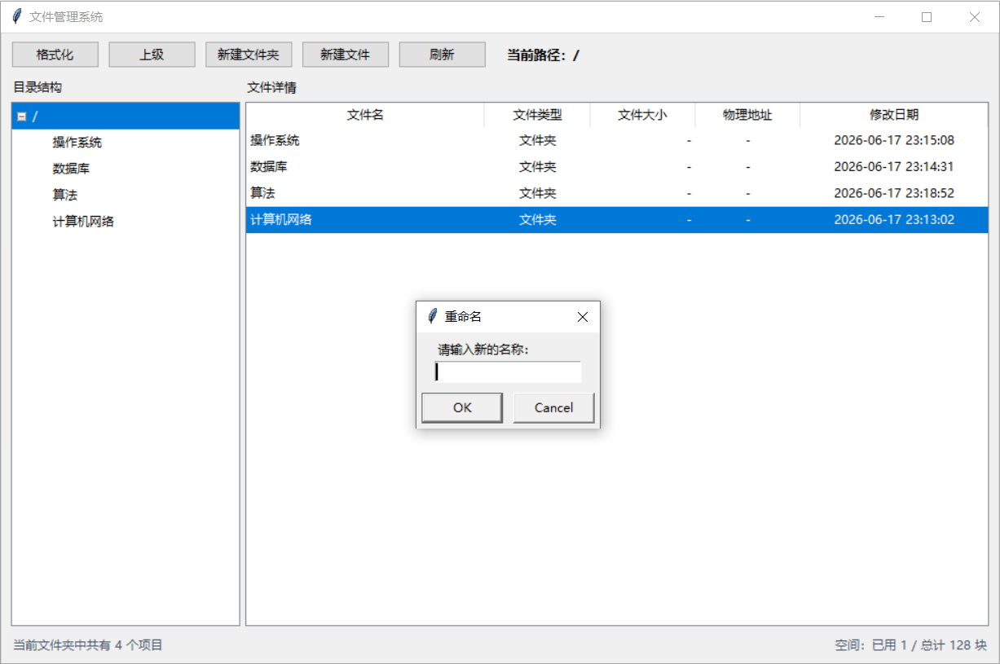 文件管理系统
格式化 上级 新建文件夹 新建文件 刷新 当前路径：/
目录结构
/
操作系统
数据库
算法
计算机网络
文件详情
文件名 文件类型 文件大小 物理地址 修改日期
操作系统 文件夹 - - 2026-06-17 23:15:08
数据库 文件夹 - - 2026-06-17 23:14:31
算法 文件夹 - - 2026-06-17 23:18:52
计算机网络 文件夹 - - 2026-06-17 23:13:02
重命名
请输入新的名称：
OK Cancel
当前文件夹中共有 4 个项目
空间：已用 1 / 总计 128 块